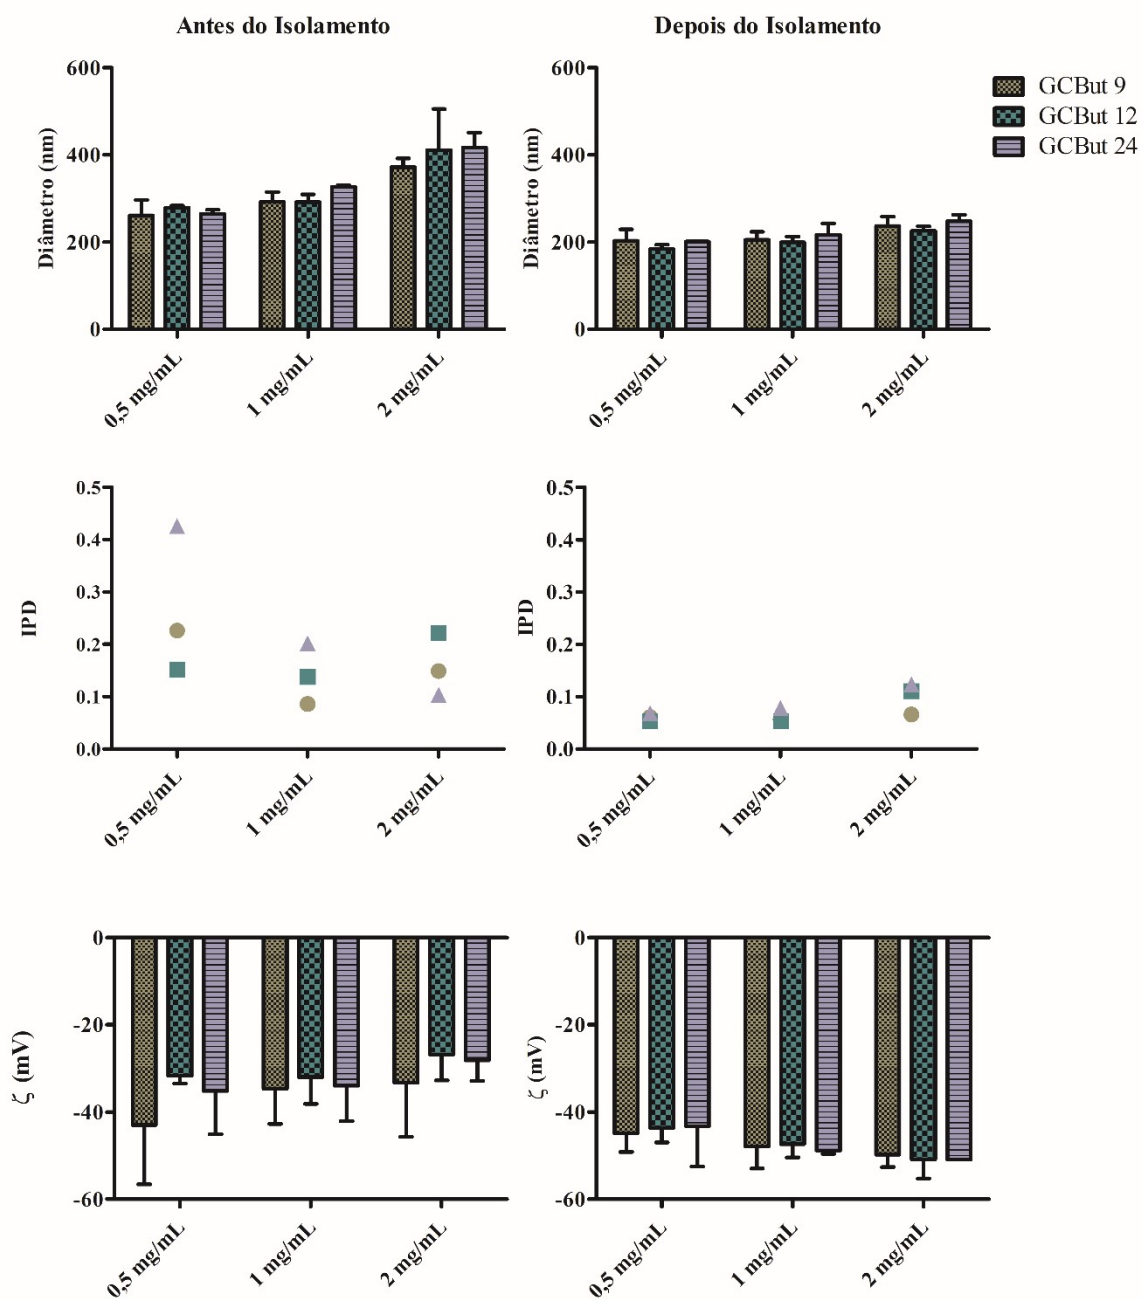 Antes do Isolamento
Depois do Isolamento
GCBut 9
GCBut 12
GCBut 24
Diâmetro (nm)
600
400
200
0
0,5 mg/mL
1 mg/mL
2 mg/mL
Diâmetro (nm)
600
400
200
0
0,5 mg/mL
1 mg/mL
2 mg/mL
IPD
0.5
0.4
0.3
0.2
0.1
0.0
0,5 mg/mL
1 mg/mL
2 mg/mL
IPD
0.5
0.4
0.3
0.2
0.1
0.0
0,5 mg/mL
1 mg/mL
2 mg/mL
ζ (mV)
0
-20
-40
-60
0,5 mg/mL
1 mg/mL
2 mg/mL
ζ (mV)
0
-20
-40
-60
0,5 mg/mL
1 mg/mL
2 mg/mL